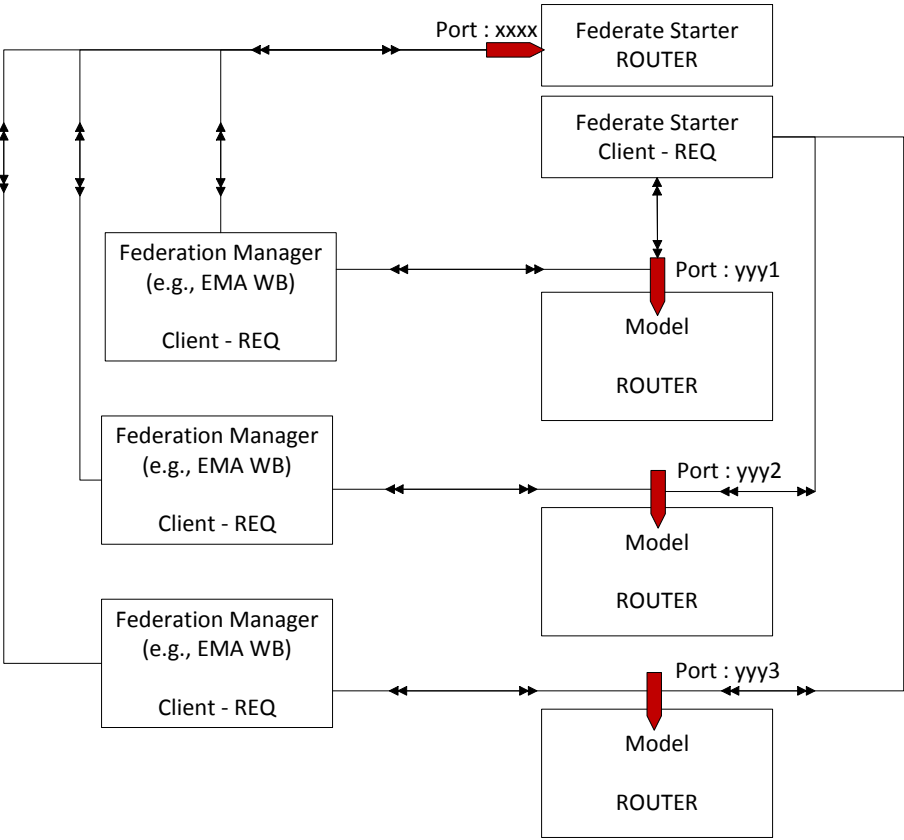 Port : xxxx
Federate Starter
ROUTER
Federate Starter
Client - REQ
Federation Manager
(e.g., EMA WB)
Client - REQ
Port : yyy1
Model
ROUTER
Federation Manager
(e.g., EMA WB)
Client - REQ
Port : yyy2
Model
ROUTER
Federation Manager
(e.g., EMA WB)
Client - REQ
Port : yyy3
Model
ROUTER